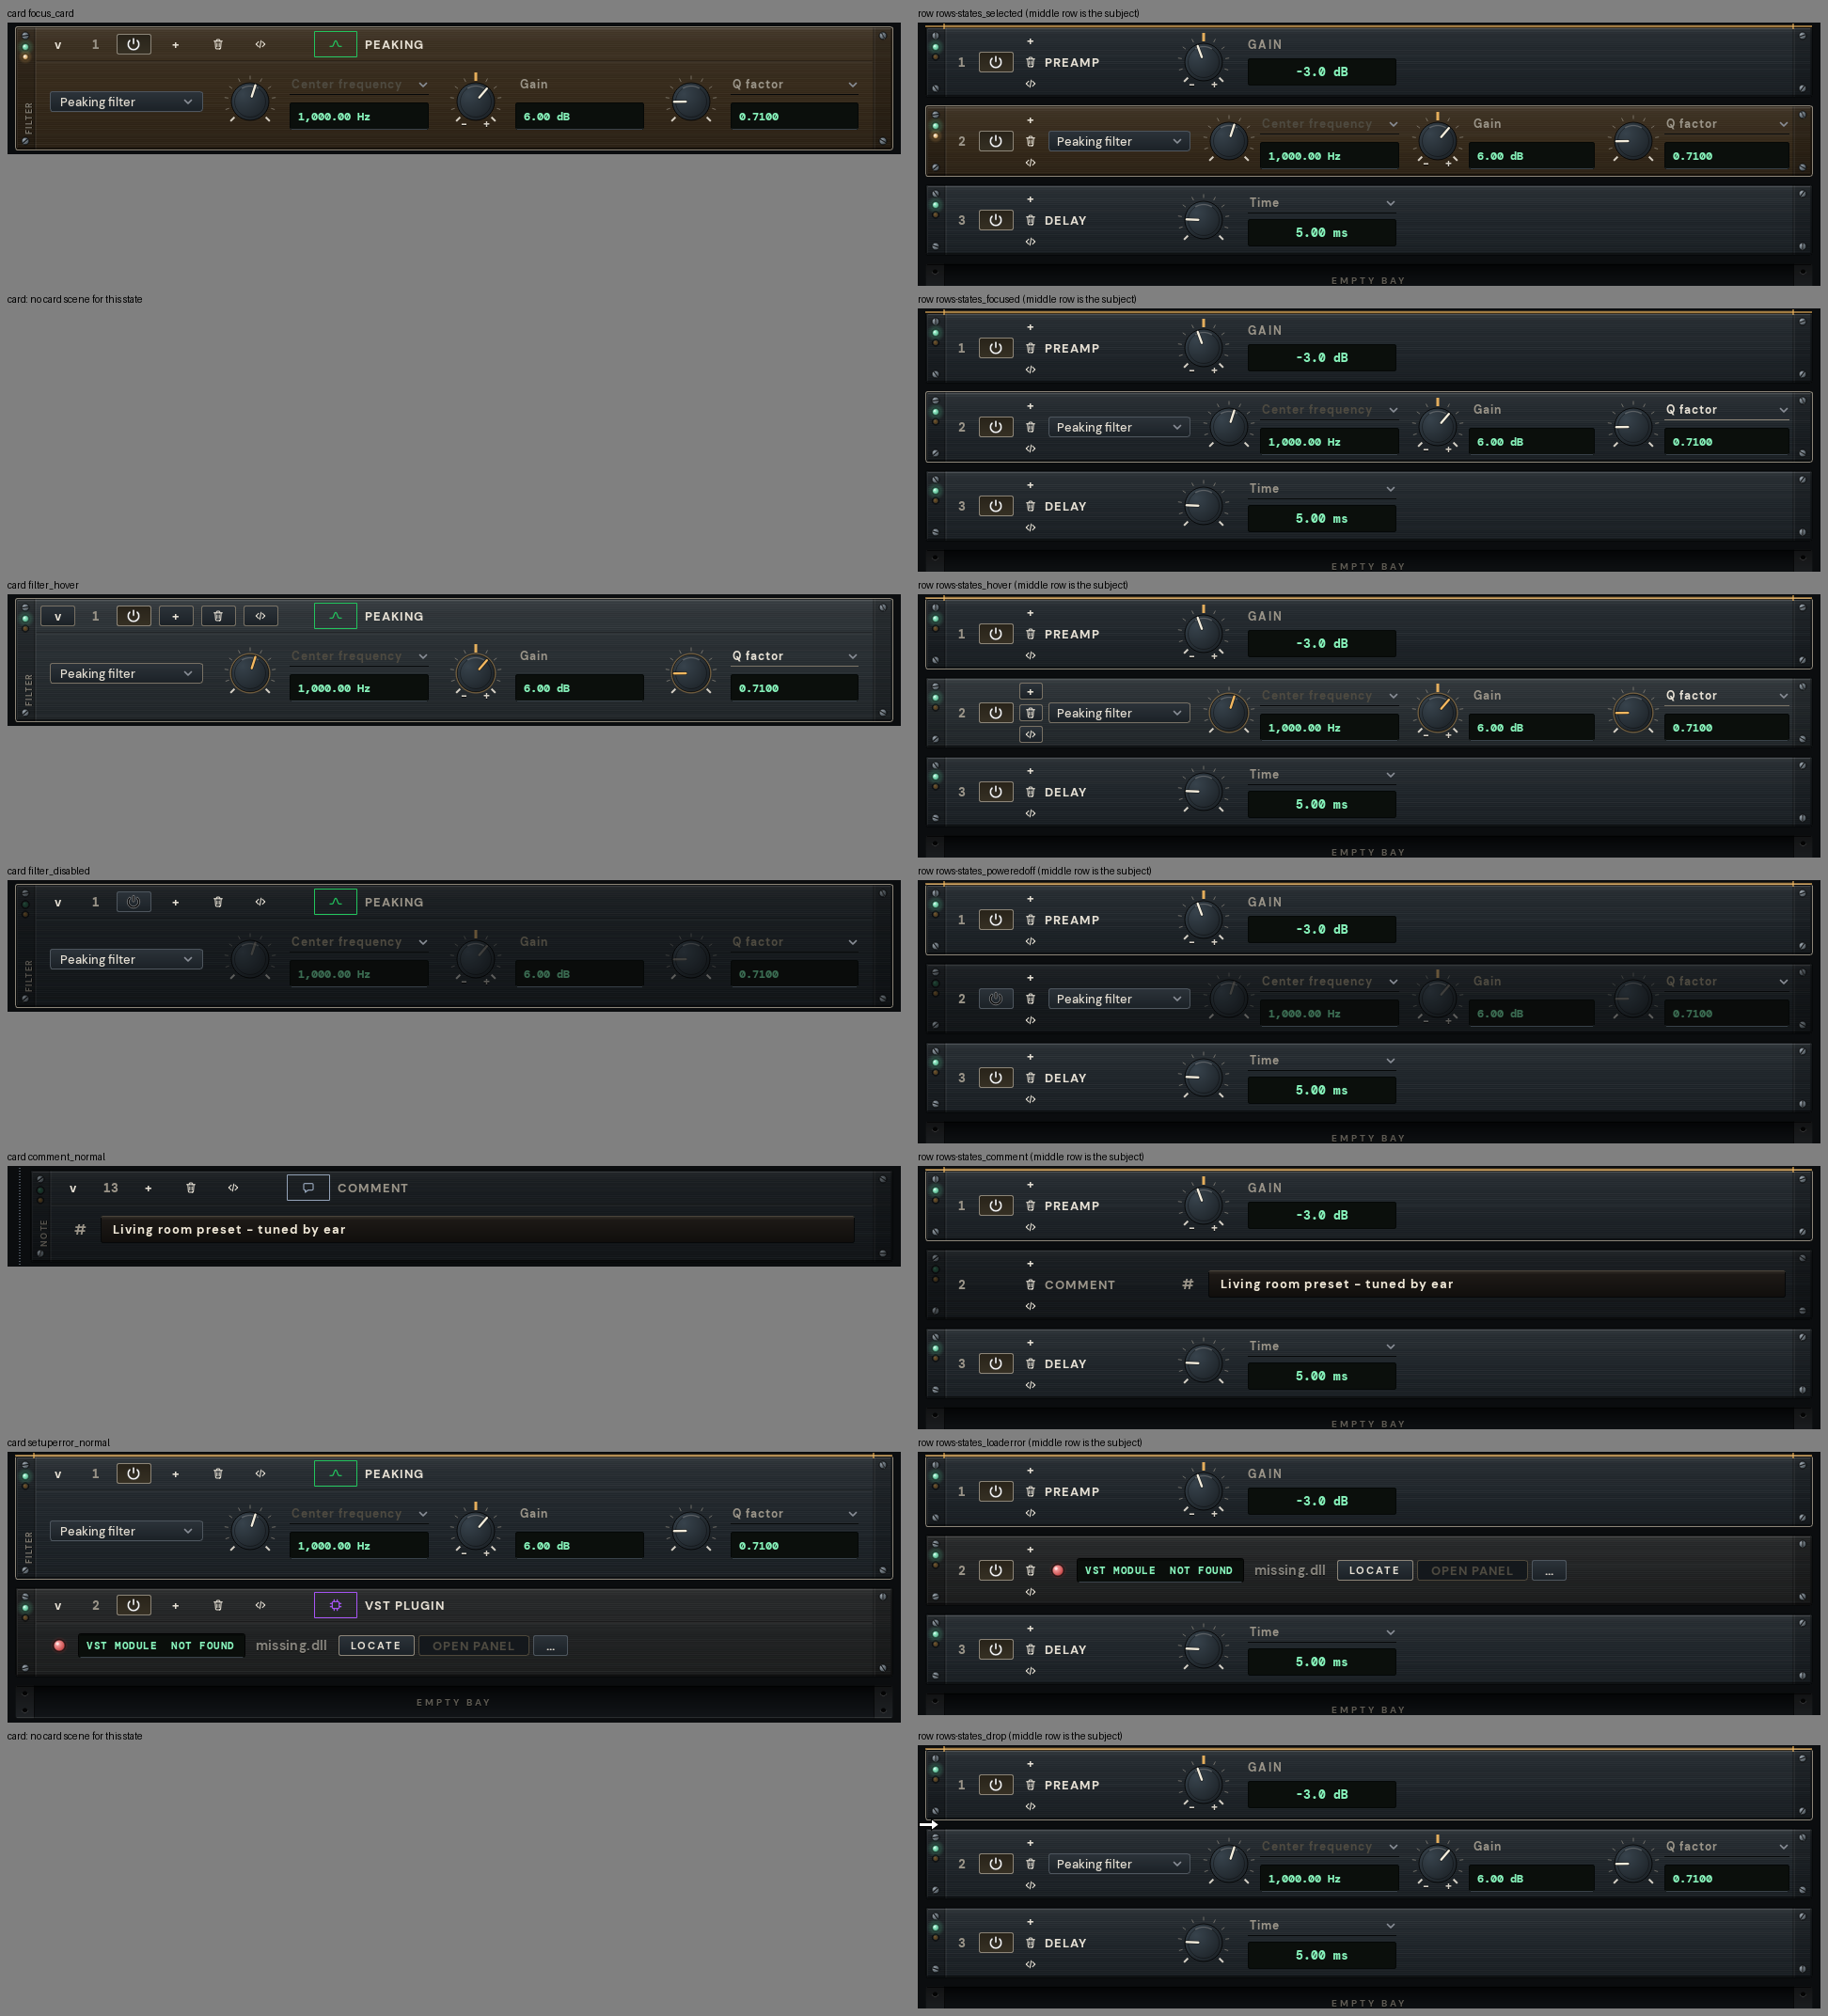 card focus_card
v 1 + </> PEAKING
FILTER
Peaking filter
Center frequency
1,000.00 Hz
- +
Gain
6.00 dB
Q factor
0.7100
row rows-states_selected (middle row is the subject)
1 + </> PREAMP
- +
GAIN
-3.0 dB
2 + </> Peaking filter
Center frequency
1,000.00 Hz
- +
Gain
6.00 dB
Q factor
0.7100
3 + </> DELAY
Time
5.00 ms
EMPTY BAY
card: no card scene for this state
row rows-states_focused (middle row is the subject)
1 + </> PREAMP
- +
GAIN
-3.0 dB
2 + </> Peaking filter
Center frequency
1,000.00 Hz
- +
Gain
6.00 dB
Q factor
0.7100
3 + </> DELAY
Time
5.00 ms
EMPTY BAY
card filter_hover
v 1 + </> PEAKING
FILTER
Peaking filter
Center frequency
1,000.00 Hz
- +
Gain
6.00 dB
Q factor
0.7100
row rows-states_hover (middle row is the subject)
1 + </> PREAMP
- +
GAIN
-3.0 dB
2 + </> Peaking filter
Center frequency
1,000.00 Hz
- +
Gain
6.00 dB
Q factor
0.7100
3 + </> DELAY
Time
5.00 ms
EMPTY BAY
card filter_disabled
v 1 + </> PEAKING
FILTER
Peaking filter
Center frequency
1,000.00 Hz
- +
Gain
6.00 dB
Q factor
0.7100
row rows-states_poweredoff (middle row is the subject)
1 + </> PREAMP
- +
GAIN
-3.0 dB
2 + </> Peaking filter
Center frequency
1,000.00 Hz
- +
Gain
6.00 dB
Q factor
0.7100
3 + </> DELAY
Time
5.00 ms
EMPTY BAY
card comment_normal
v 13 + </> COMMENT
NOTE
# Living room preset - tuned by ear
row rows-states_comment (middle row is the subject)
1 + </> PREAMP
- +
GAIN
-3.0 dB
2 + </> COMMENT # Living room preset - tuned by ear
3 + </> DELAY
Time
5.00 ms
EMPTY BAY
card setuperror_normal
v 1 + </> PEAKING
FILTER
Peaking filter
Center frequency
1,000.00 Hz
- +
Gain
6.00 dB
Q factor
0.7100
v 2 + </> VST PLUGIN
VST MODULE NOT FOUND missing.dll LOCATE OPEN PANEL ...
EMPTY BAY
row rows-states_loaderror (middle row is the subject)
1 + </> PREAMP
- +
GAIN
-3.0 dB
2 + </> VST MODULE NOT FOUND missing.dll LOCATE OPEN PANEL ...
3 + </> DELAY
Time
5.00 ms
EMPTY BAY
card: no card scene for this state
row rows-states_drop (middle row is the subject)
1 + </> PREAMP
- +
GAIN
-3.0 dB
2 + </> Peaking filter
Center frequency
1,000.00 Hz
- +
Gain
6.00 dB
Q factor
0.7100
3 + </> DELAY
Time
5.00 ms
EMPTY BAY